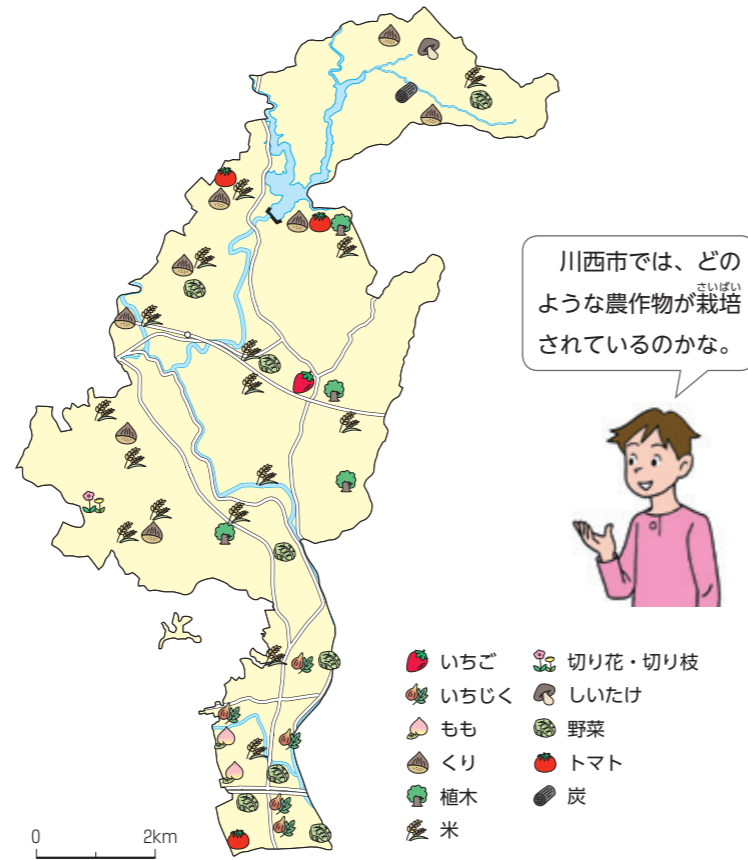 川西市では、どの
ような農作物が栽培
さいばい
されているのかな。
いちご
切り花・切り枝
いちじく
しいたけ
もも
野菜
くり
トマト
植木
炭
米
0 2km